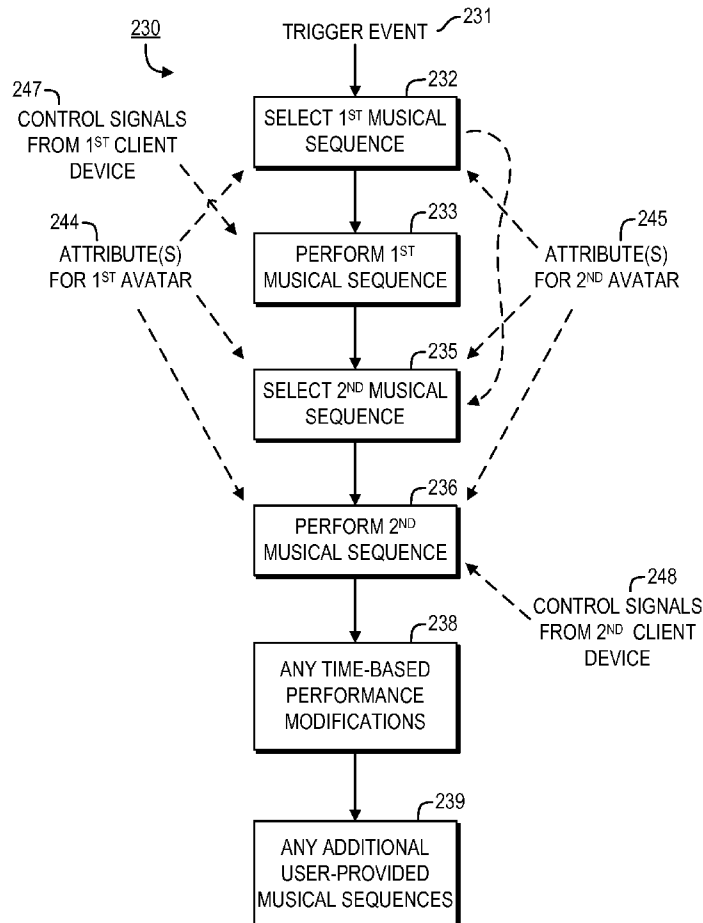 230
TRIGGER EVENT
231
232
SELECT 1ST MUSICAL
SEQUENCE
247
CONTROL SIGNALS
FROM 1ST CLIENT
DEVICE
233
PERFORM 1ST
MUSICAL SEQUENCE
244
ATTRIBUTE(S)
FOR 1ST AVATAR
245
ATTRIBUTE(S)
FOR 2ND AVATAR
235
SELECT 2ND MUSICAL
SEQUENCE
236
PERFORM 2ND
MUSICAL SEQUENCE
248
CONTROL SIGNALS
FROM 2ND CLIENT
DEVICE
238
ANY TIME-BASED
PERFORMANCE
MODIFICATIONS
239
ANY ADDITIONAL
USER-PROVIDED
MUSICAL SEQUENCES